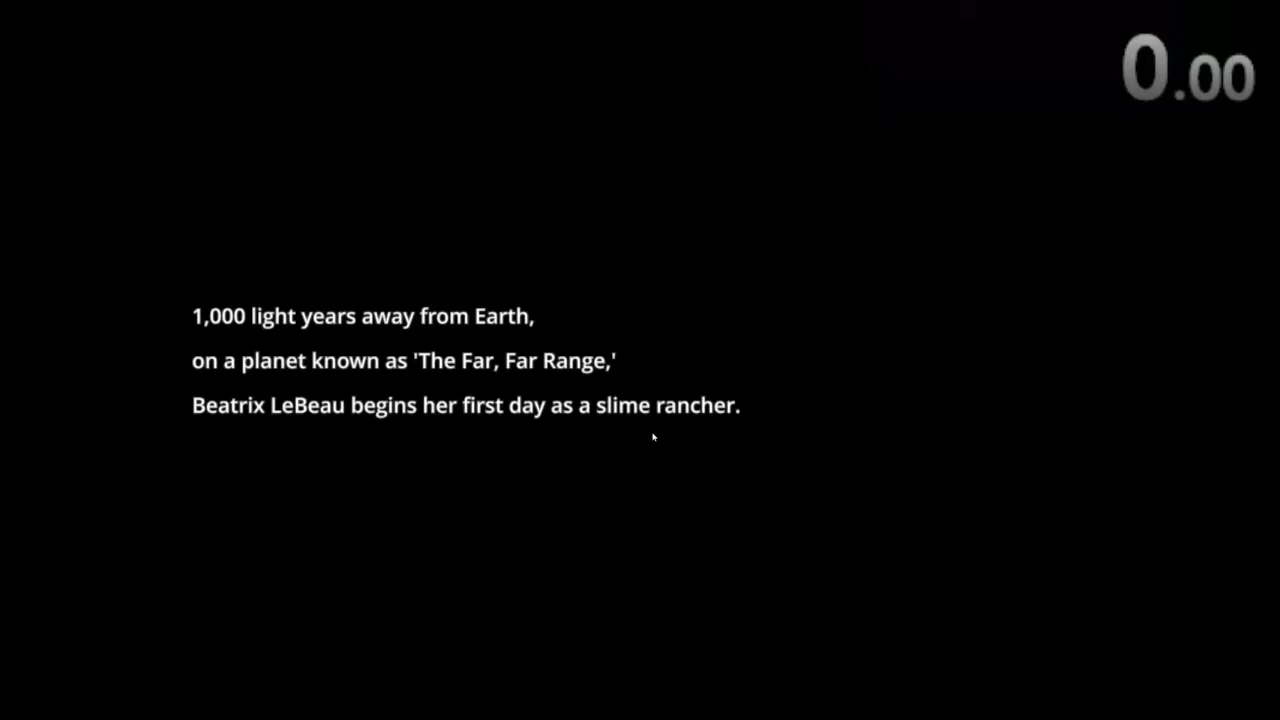 0.00
1,000 light years away from Earth,
on a planet known as 'The Far, Far Range,'
Beatrix LeBeau begins her first day as a slime rancher.